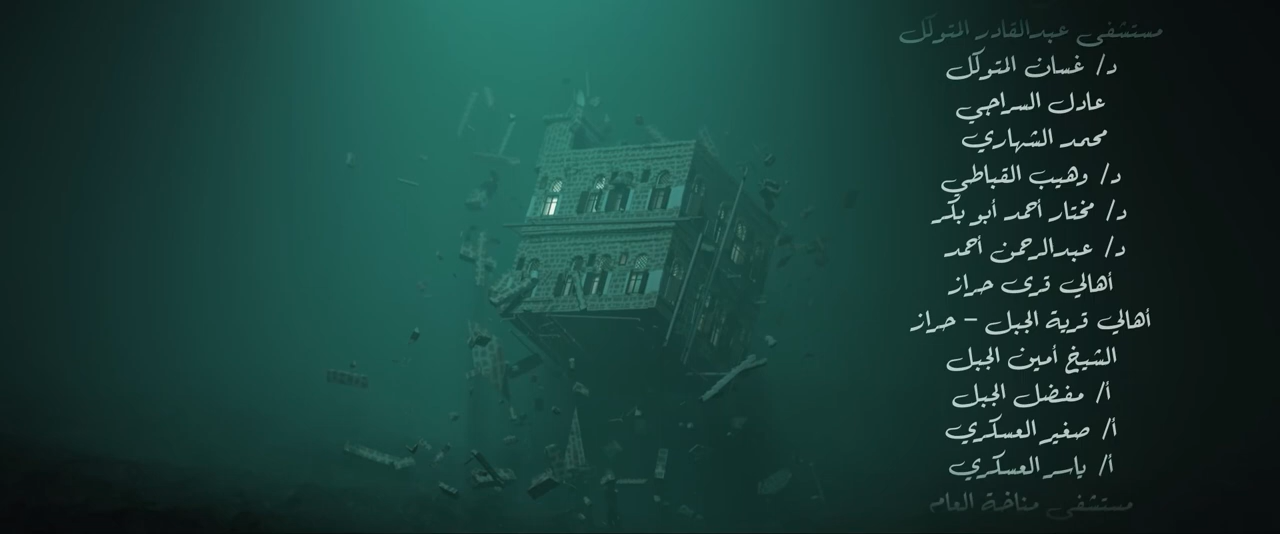 مستشفى عبدالقادر المتوكل
د/ غسان المتوكل
عادل السراجي
محمد الشهاري
د/ وهيب القباطي
د/ مختار أحمد أبو بكر
د/ عبدالرحمن أحمد
أهالي قرى حراز
أهالي قرية الجبل – حراز
الشيخ أمين الجبل
أ/ مفضل الجبل
أ/ صغير العسكري
أ/ ياسر العسكري
مستشفى مناخة العام